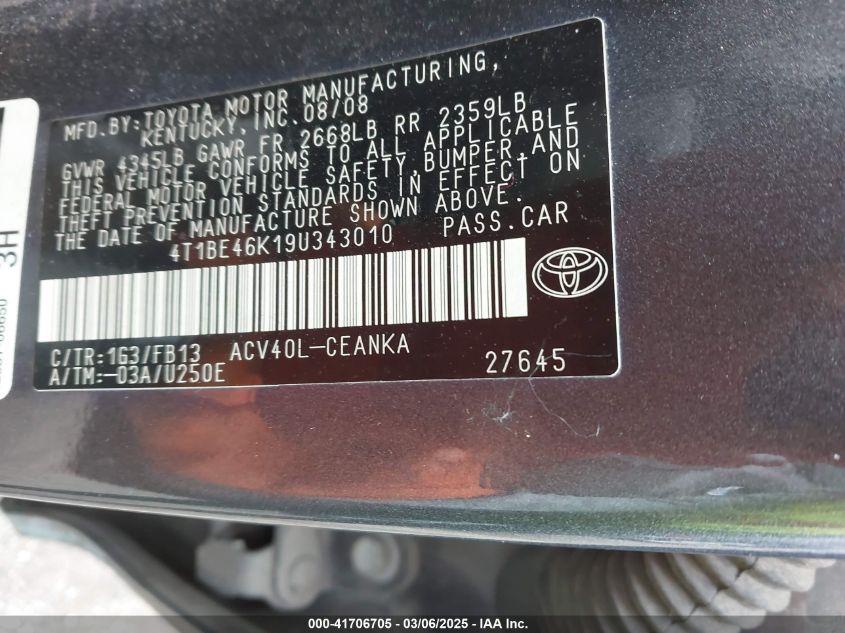 MFD.BY:TOYOTA MOTOR MANUFACTURING,
KENTUCKY,INC.08/08
GVWR 4345LB GAWR FR 2668LB RR 2359LB
THIS VEHICLE CONFORMS TO ALL APPLICABLE
FEDERAL MOTOR VEHICLE SAFETY,BUMPER,AND
THEFT PREVENTION STANDARDS IN EFFECT ON
THE DATE OF MANUFACTURE SHOWN ABOVE.
4T1BE46K19U343010 PASS.CAR
C/TR:1G3/FB13 ACV40L-CEANKA
A/TM:-03A/U250E 27645
3H
000-41706705 - 03/06/2025 - IAA Inc.